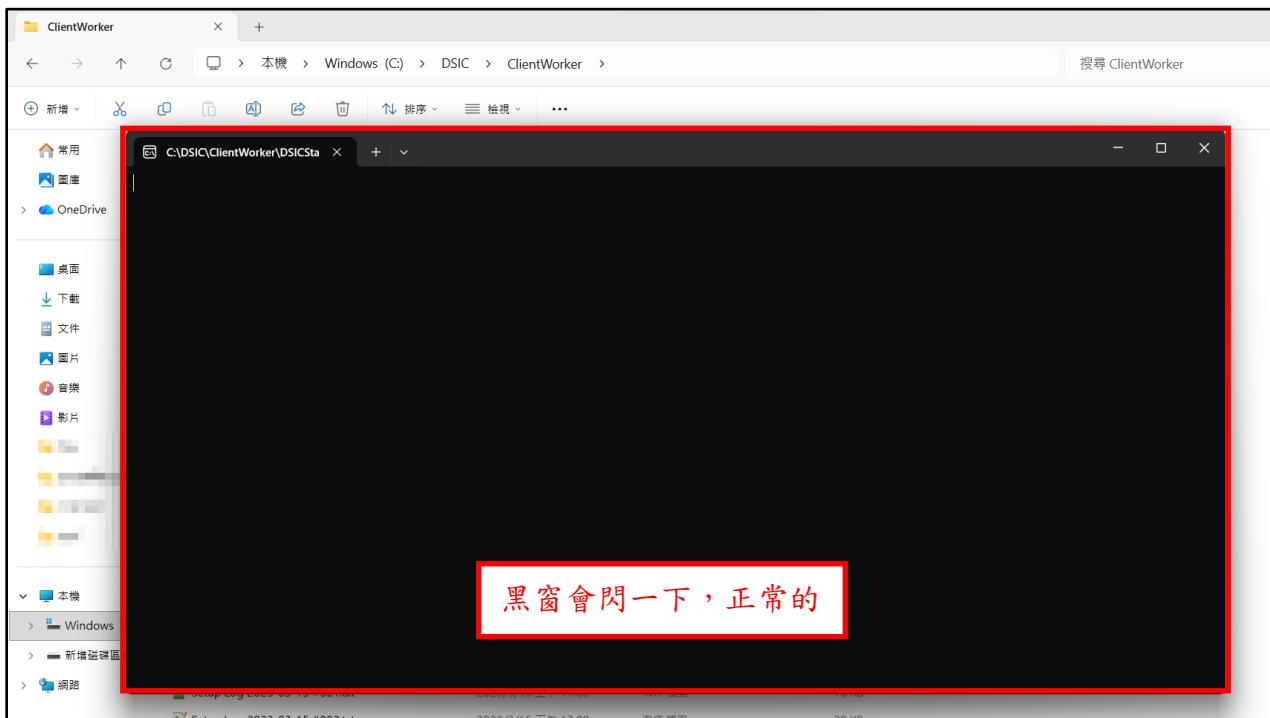 ClientWorker
本機 > Windows (C:) > DSIC > ClientWorker >
搜尋 ClientWorker
新增
排序
檢視
常用
圖庫
OneDrive
桌面
下載
文件
圖片
音樂
影片
本機
Windows
新增磁碟區
網路
C:\DSIC\ClientWorker\DSICSta
黑窗會閃一下，正常的